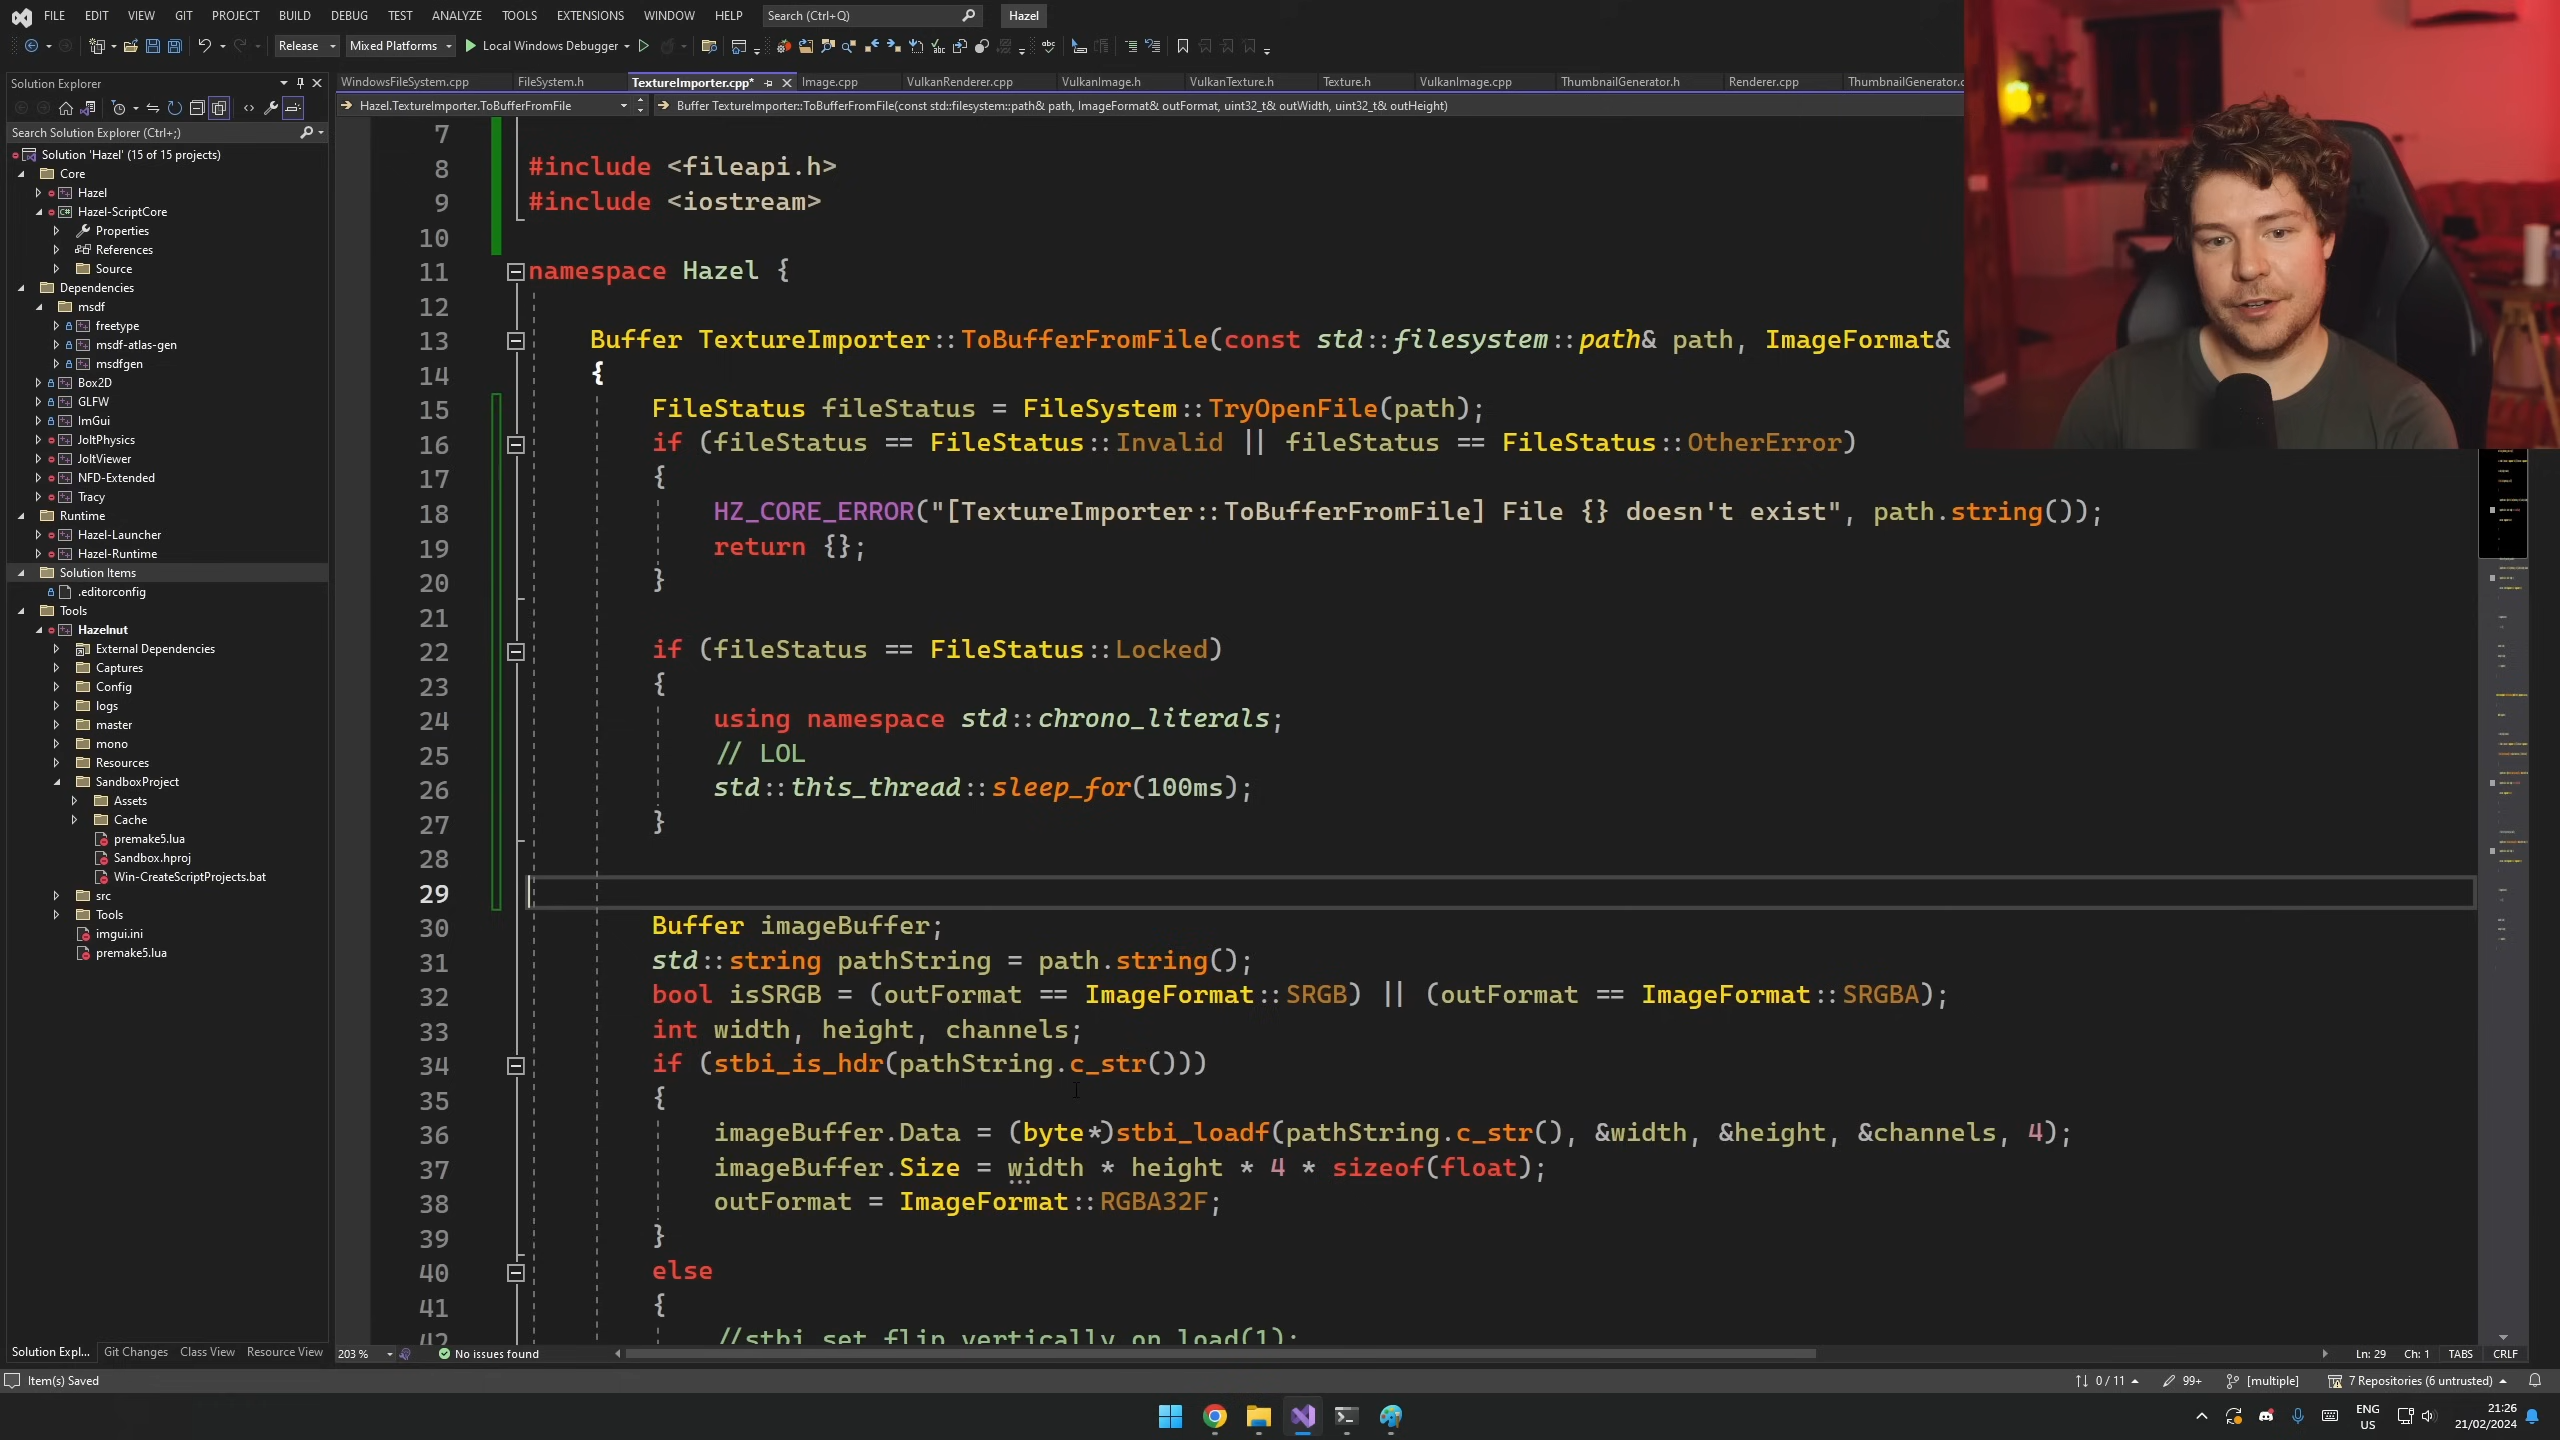 FILE EDIT VIEW GIT PROJECT BUILD DEBUG TEST ANALYZE TOOLS EXTENSIONS WINDOW HELP Search (Ctrl+Q) Hazel
Release Mixed Platforms Local Windows Debugger
Solution Explorer
WindowsFileSystem.cpp FileSystem.h TextureImporter.cpp* Image.cpp VulkanRenderer.cpp VulkanImage.h VulkanTexture.h Texture.h VulkanImage.cpp ThumbnailGenerator.h Renderer.cpp ThumbnailGenerator.c
Hazel.TextureImporter.ToBufferFromFile Buffer TextureImporter::ToBufferFromFile(const std::filesystem::path& path, ImageFormat& outFormat, uint32_t& outWidth, uint32_t& outHeight)
Search Solution Explorer (Ctrl+;)
Solution 'Hazel' (15 of 15 projects)
Core
Hazel
Hazel-ScriptCore
Properties
References
Source
Dependencies
msdf
freetype
msdf-atlas-gen
msdfgen
Box2D
GLFW
ImGui
JoltPhysics
JoltViewer
NFD-Extended
Tracy
Runtime
Hazel-Launcher
Hazel-Runtime
Solution Items
.editorconfig
Tools
Hazelnut
External Dependencies
Captures
Config
logs
master
mono
Resources
SandboxProject
Assets
Cache
premake5.lua
Sandbox.hproj
Win-CreateScriptProjects.bat
src
Tools
imgui.ini
premake5.lua
7
8 #include <fileapi.h>
9 #include <iostream>
10
11 namespace Hazel {
12
13 Buffer TextureImporter::ToBufferFromFile(const std::filesystem::path& path, ImageFormat&
14 {
15 FileStatus fileStatus = FileSystem::TryOpenFile(path);
16 if (fileStatus == FileStatus::Invalid || fileStatus == FileStatus::OtherError)
17 {
18 HZ_CORE_ERROR("[TextureImporter::ToBufferFromFile] File {} doesn't exist", path.string());
19 return {};
20 }
21
22 if (fileStatus == FileStatus::Locked)
23 {
24 using namespace std::chrono_literals;
25 // LOL
26 std::this_thread::sleep_for(100ms);
27 }
28
29
30 Buffer imageBuffer;
31 std::string pathString = path.string();
32 bool isSRGB = (outFormat == ImageFormat::SRGB) || (outFormat == ImageFormat::SRGBA);
33 int width, height, channels;
34 if (stbi_is_hdr(pathString.c_str()))
35 {
36 imageBuffer.Data = (byte*)stbi_loadf(pathString.c_str(), &width, &height, &channels, 4);
37 imageBuffer.Size = width * height * 4 * sizeof(float);
38 outFormat = ImageFormat::RGBA32F;
39 }
40 else
41 {
42 //stbi_set_flip_vertically_on_load(1);
Solution Expl... Git Changes Class View Resource View 203 % No issues found Ln: 29 Ch: 1 TABS CRLF
Item(s) Saved 0 / 11 99+ [multiple] 7 Repositories (6 untrusted)
ENG
US
21:26
21/02/2024